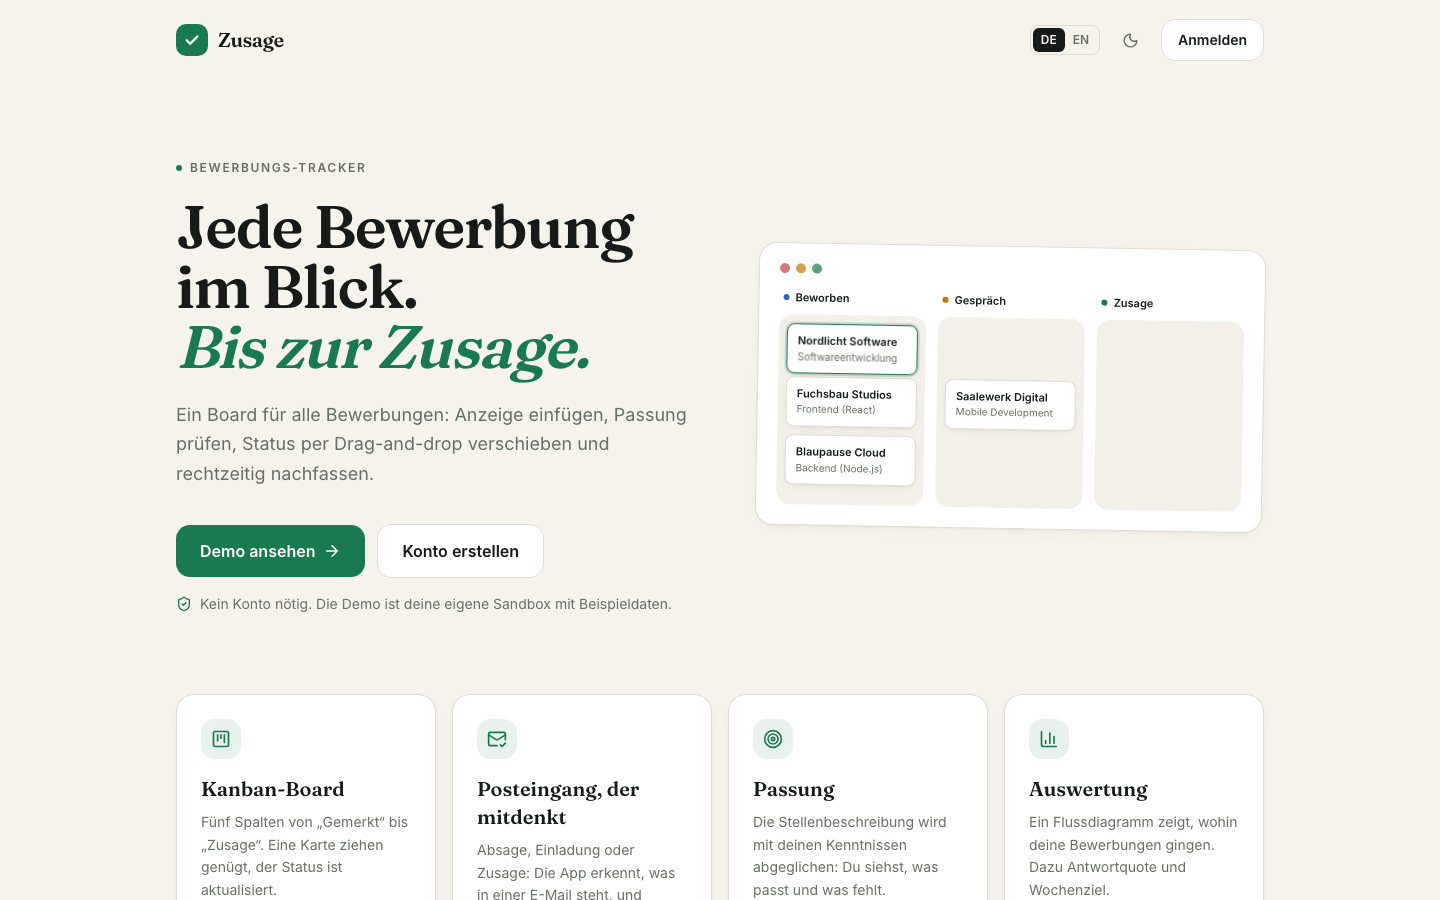 Zusage
DE EN
Anmelden
BEWERBUNGS-TRACKER
Jede Bewerbung
im Blick.
Bis zur Zusage.
Ein Board für alle Bewerbungen: Anzeige einfügen, Passung
prüfen, Status per Drag-and-drop verschieben und
rechtzeitig nachfassen.
Demo ansehen
Konto erstellen
Kein Konto nötig. Die Demo ist deine eigene Sandbox mit Beispieldaten.
Beworben
Nordlicht Software
Softwareentwicklung
Fuchsbau Studios
Frontend (React)
Blaupause Cloud
Backend (Node.js)
Gespräch
Saalewerk Digital
Mobile Development
Zusage
Kanban-Board
Fünf Spalten von „Gemerkt“ bis
„Zusage“. Eine Karte ziehen
genügt, der Status ist
aktualisiert.
Posteingang, der
mitdenkt
Absage, Einladung oder
Zusage: Die App erkennt, was
in einer E-Mail steht, und
Passung
Die Stellenbeschreibung wird
mit deinen Kenntnissen
abgeglichen: Du siehst, was
passt und was fehlt.
Auswertung
Ein Flussdiagramm zeigt, wohin
deine Bewerbungen gingen.
Dazu Antwortquote und
Wochenziel.